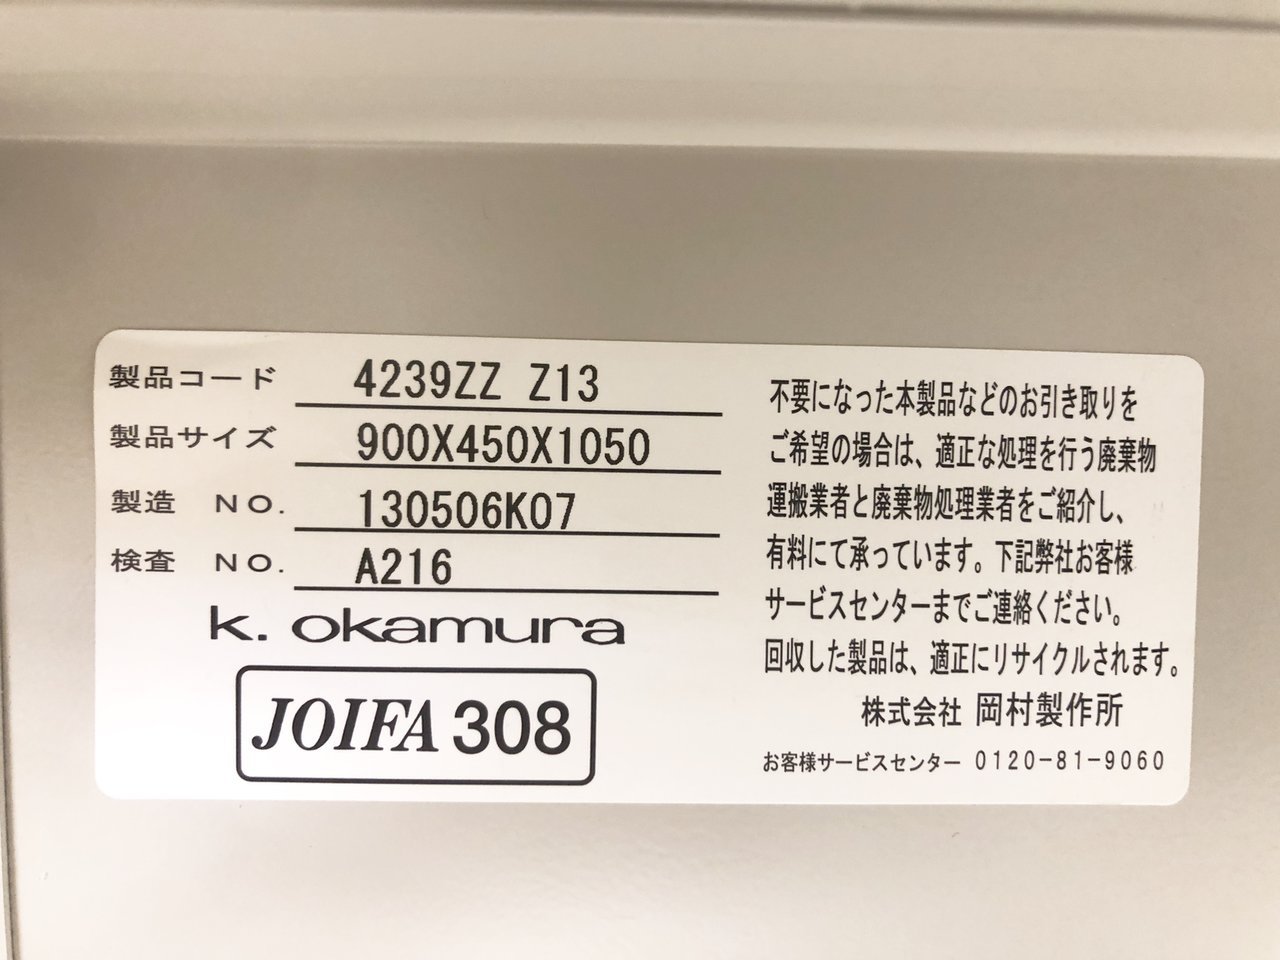 製品コード 4239ZZ Z13
製品サイズ 900X450X1050
製造 NO. 130506K07
検査 NO. A216
k. okamura
JOIFA 308
不要になった本製品などのお引き取りを
ご希望の場合は、適正な処理を行う廃棄物
運搬業者と廃棄物処理業者をご紹介し、
有料にて承っています。下記弊社お客様
サービスセンターまでご連絡ください。
回収した製品は、適正にリサイクルされます。
株式会社 岡村製作所
お客様サービスセンター 0120-81-9060